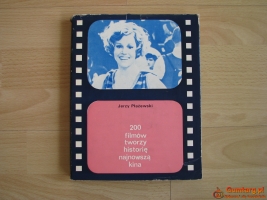 Jerzy Płażewski
200
filmów
tworzy
historię
najnowszą
kina